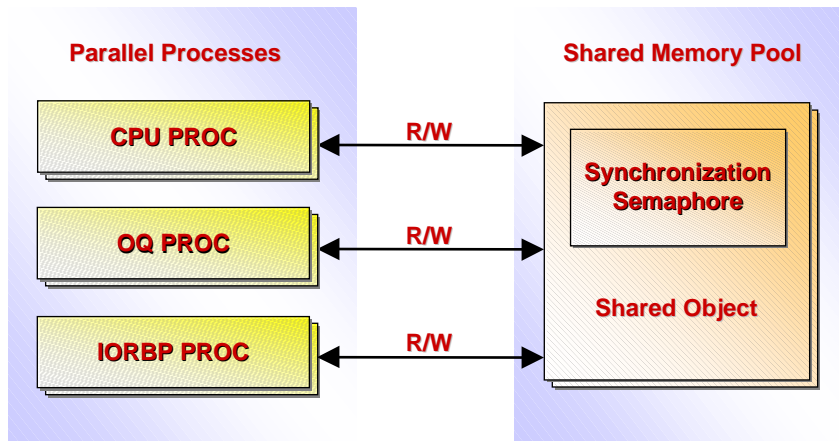 Parallel Processes
Shared Memory Pool
CPU PROC
R/W
Synchronization
Semaphore
OQ PROC
R/W
Shared Object
IORBP PROC
R/W